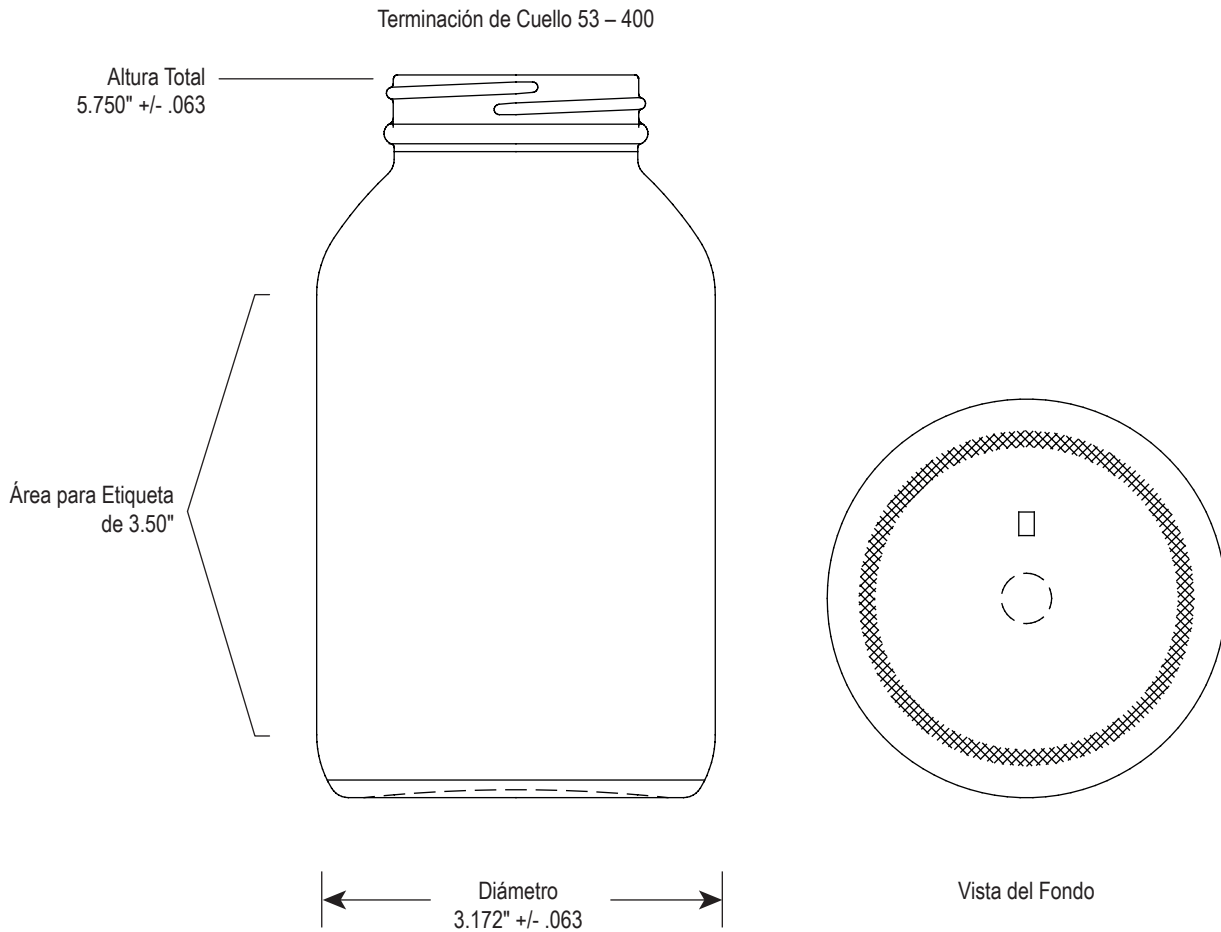 Terminación de Cuello 53 – 400
Altura Total
5.750" +/- .063
Área para Etiqueta
de 3.50"
Diámetro
3.172" +/- .063
Vista del Fondo